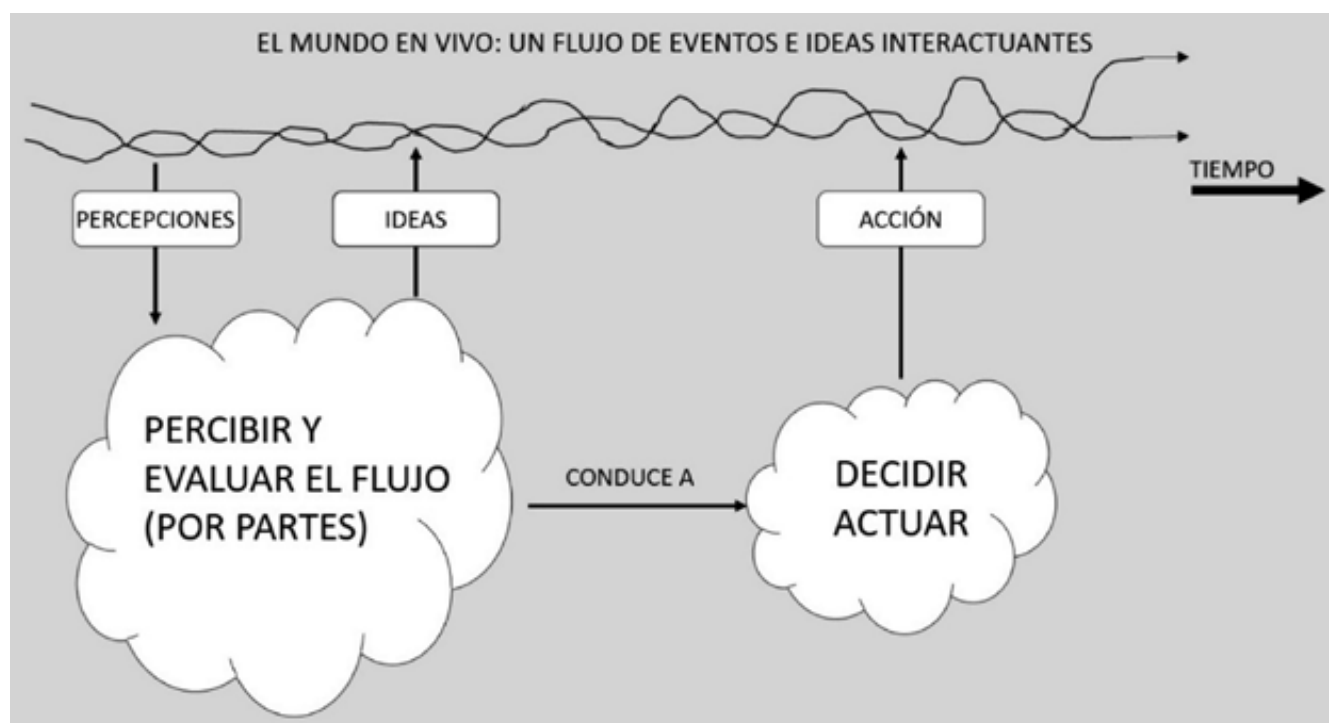 EL MUNDO EN VIVO: UN FLUJO DE EVENTOS E IDEAS INTERACTUANTES
TIEMPO
PERCEPCIONES
IDEAS
ACCIÓN
PERCIBIR Y
EVALUAR EL FLUJO
(POR PARTES)
CONDUCE A
DECIDIR
ACTUAR